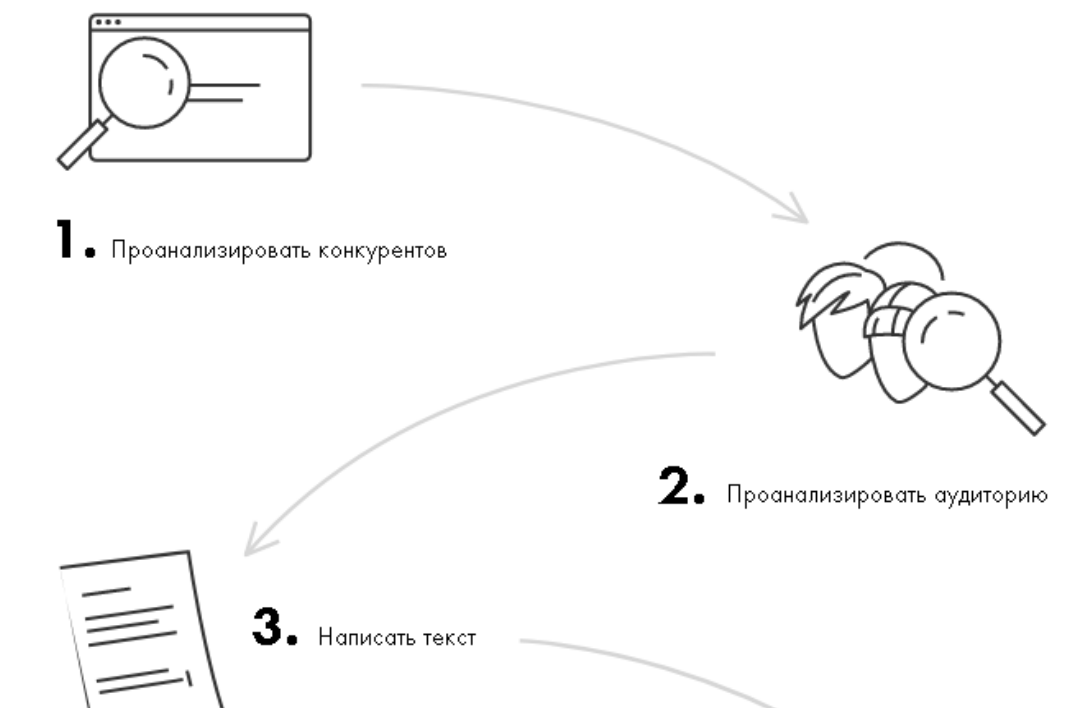 1. Проанализировать конкурентов
2. Проанализировать аудиторию
3. Написать текст